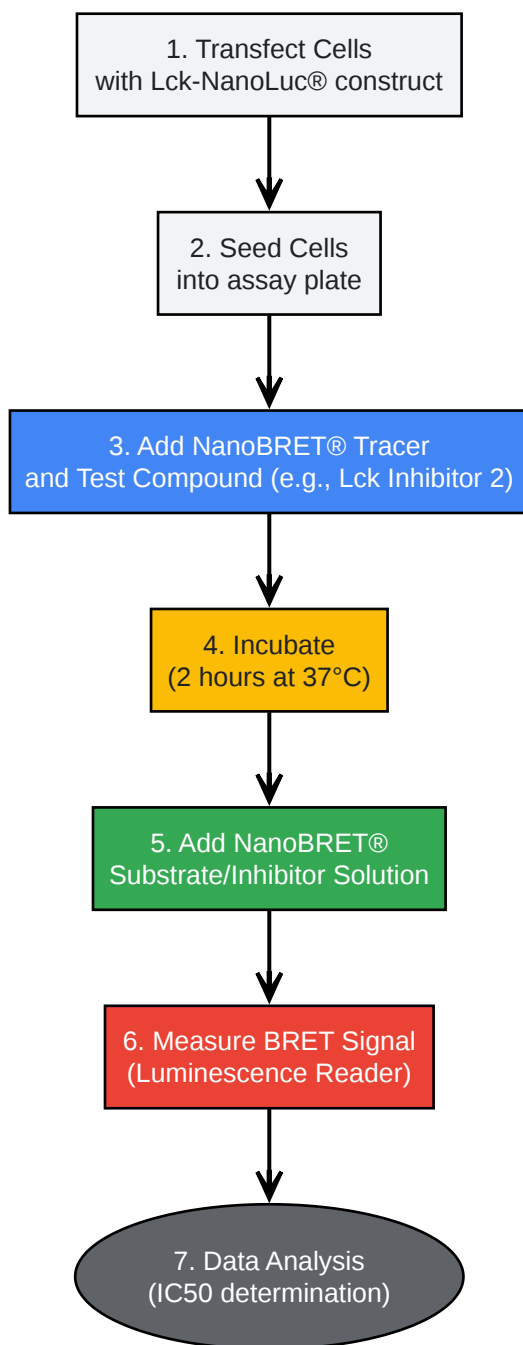 1. Transfect Cells
with Lck-NanoLuc® construct
2. Seed Cells
into assay plate
3. Add NanoBRET® Tracer
and Test Compound (e.g., Lck Inhibitor 2)
4. Incubate
(2 hours at 37°C)
5. Add NanoBRET®
Substrate/Inhibitor Solution
6. Measure BRET Signal
(Luminescence Reader)
7. Data Analysis
(IC50 determination)